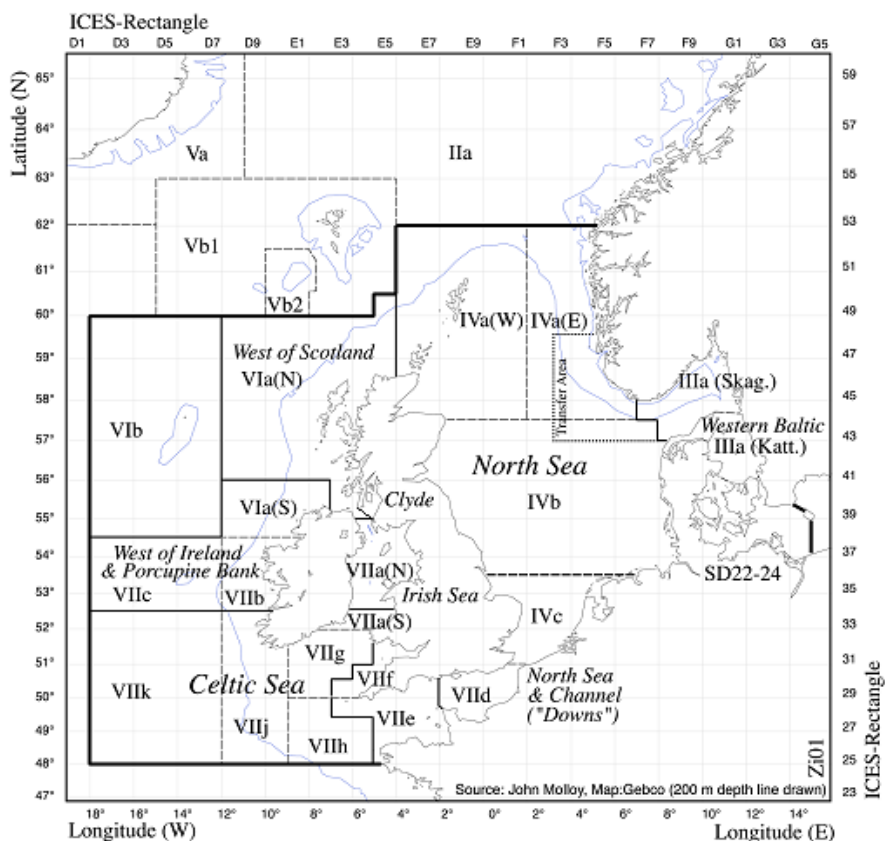 ICES-Rectangle
D1 D3 D5 D7 D9 E1 E3 E5 E7 E9 F1 F3 F5 F7 F9 G1 G3 G5
Latitude (N)
65°
64°
63°
62°
61°
60°
59°
58°
57°
56°
55°
54°
53°
52°
51°
50°
49°
48°
47°
Va
IIa
Vb1
Vb2
IVa(W) IVa(E)
West of Scotland
VIa(N)
Transfer Area
IIIa (Skag.)
VIb
Western Baltic
IIIa (Katt.)
North Sea
IVb
VIa(S)
Clyde
West of Ireland
& Porcupine Bank
VIIc
VIIb
VIIa(N)
Irish Sea
SD22-24
VIIa(S)
IVc
VIIg
Celtic Sea
VIIk
VIIf
VIId
North Sea
& Channel
("Downs")
VIIj
VIIe
VIIh
Zi01
Source: John Molloy, Map:Gebco (200 m depth line drawn)
59
57
55
53
51
49
47
45
43
41
39
37
35
33
31
29
27
25
23
ICES-Rectangle
18° 16° 14° 12° 10° 8° 6° 4° 2° 0° 2° 4° 6° 8° 10° 12° 14°
Longitude (W) Longitude (E)